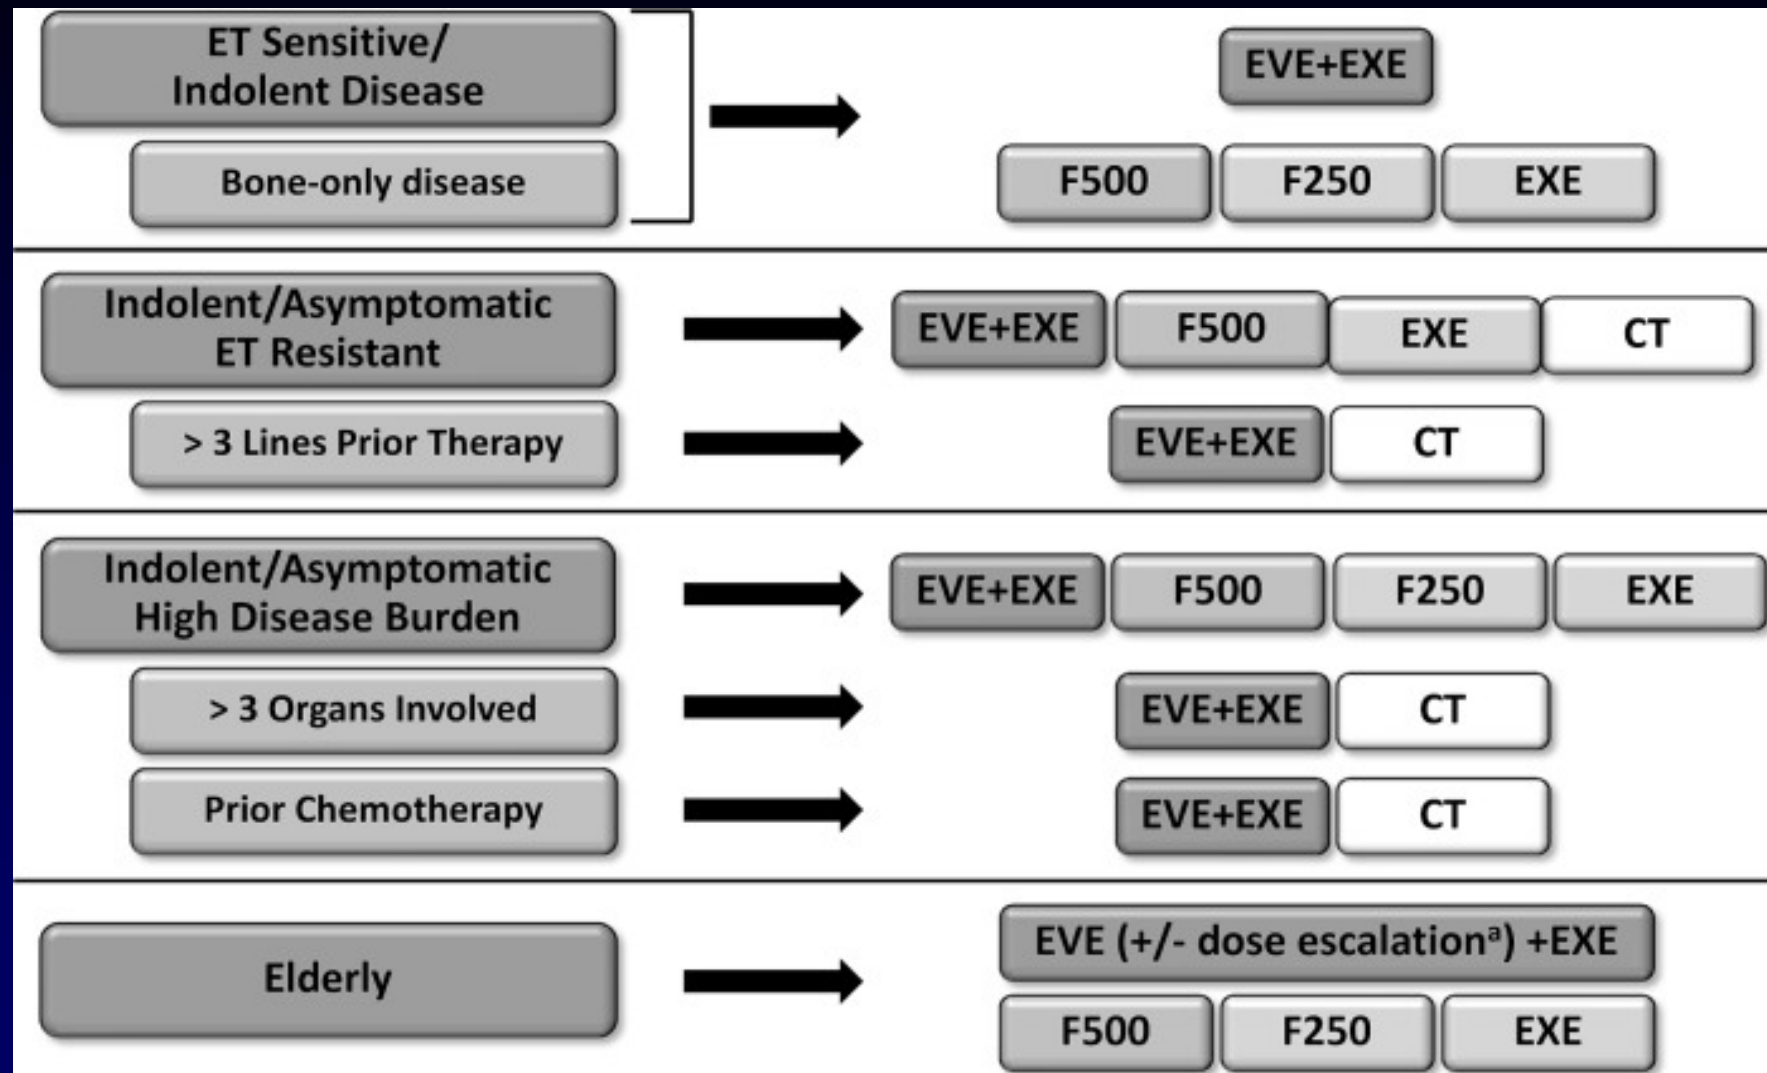 ET Sensitive/
Indolent Disease
Bone-only disease
EVE+EXE
F500 F250 EXE
Indolent/Asymptomatic
ET Resistant
EVE+EXE F500 EXE CT
> 3 Lines Prior Therapy
EVE+EXE CT
Indolent/Asymptomatic
High Disease Burden
EVE+EXE F500 F250 EXE
> 3 Organs Involved
EVE+EXE CT
Prior Chemotherapy
EVE+EXE CT
Elderly
EVE (+/- dose escalationᵃ) +EXE
F500 F250 EXE